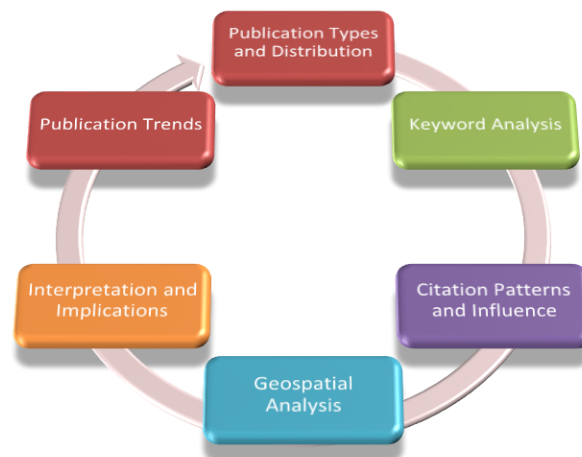 Publication Types
and Distribution
Keyword Analysis
Citation Patterns
and Influence
Geospatial
Analysis
Interpretation and
Implications
Publication Trends